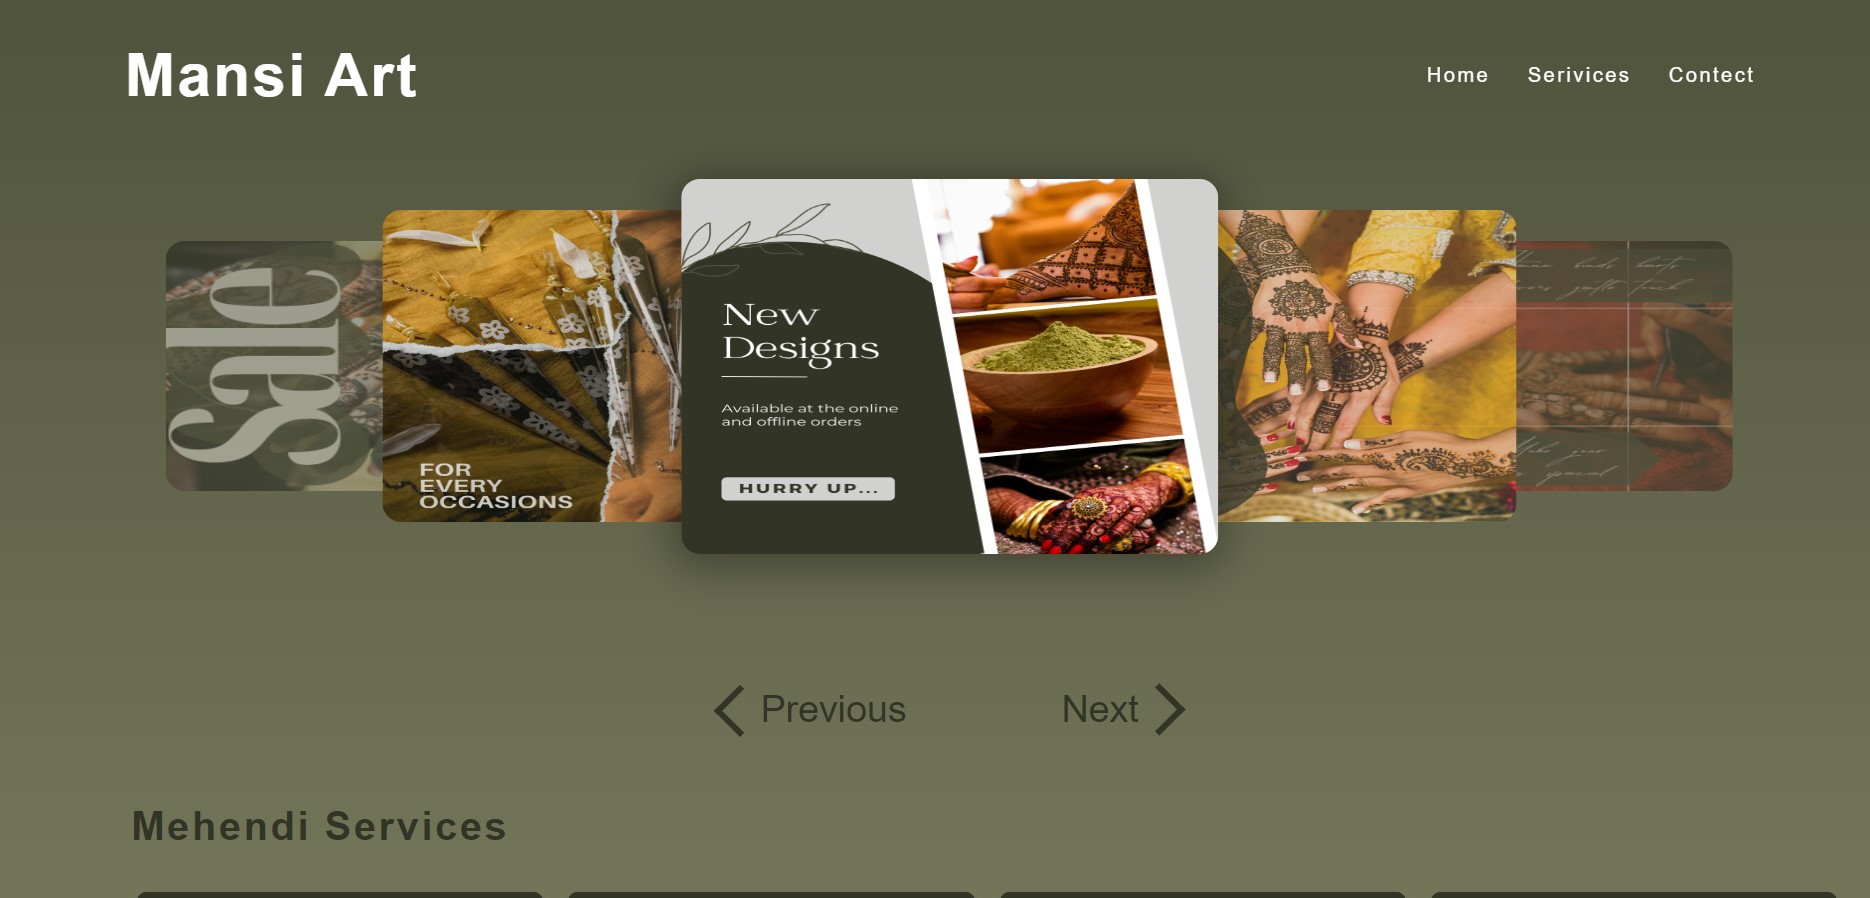 Mansi Art
Home
Serivices
Contect
Sale
FOR
EVERY
OCCASIONS
New
Designs
Available at the online
and offline orders
HURRY UP...
Previous
Next
Mehendi Services